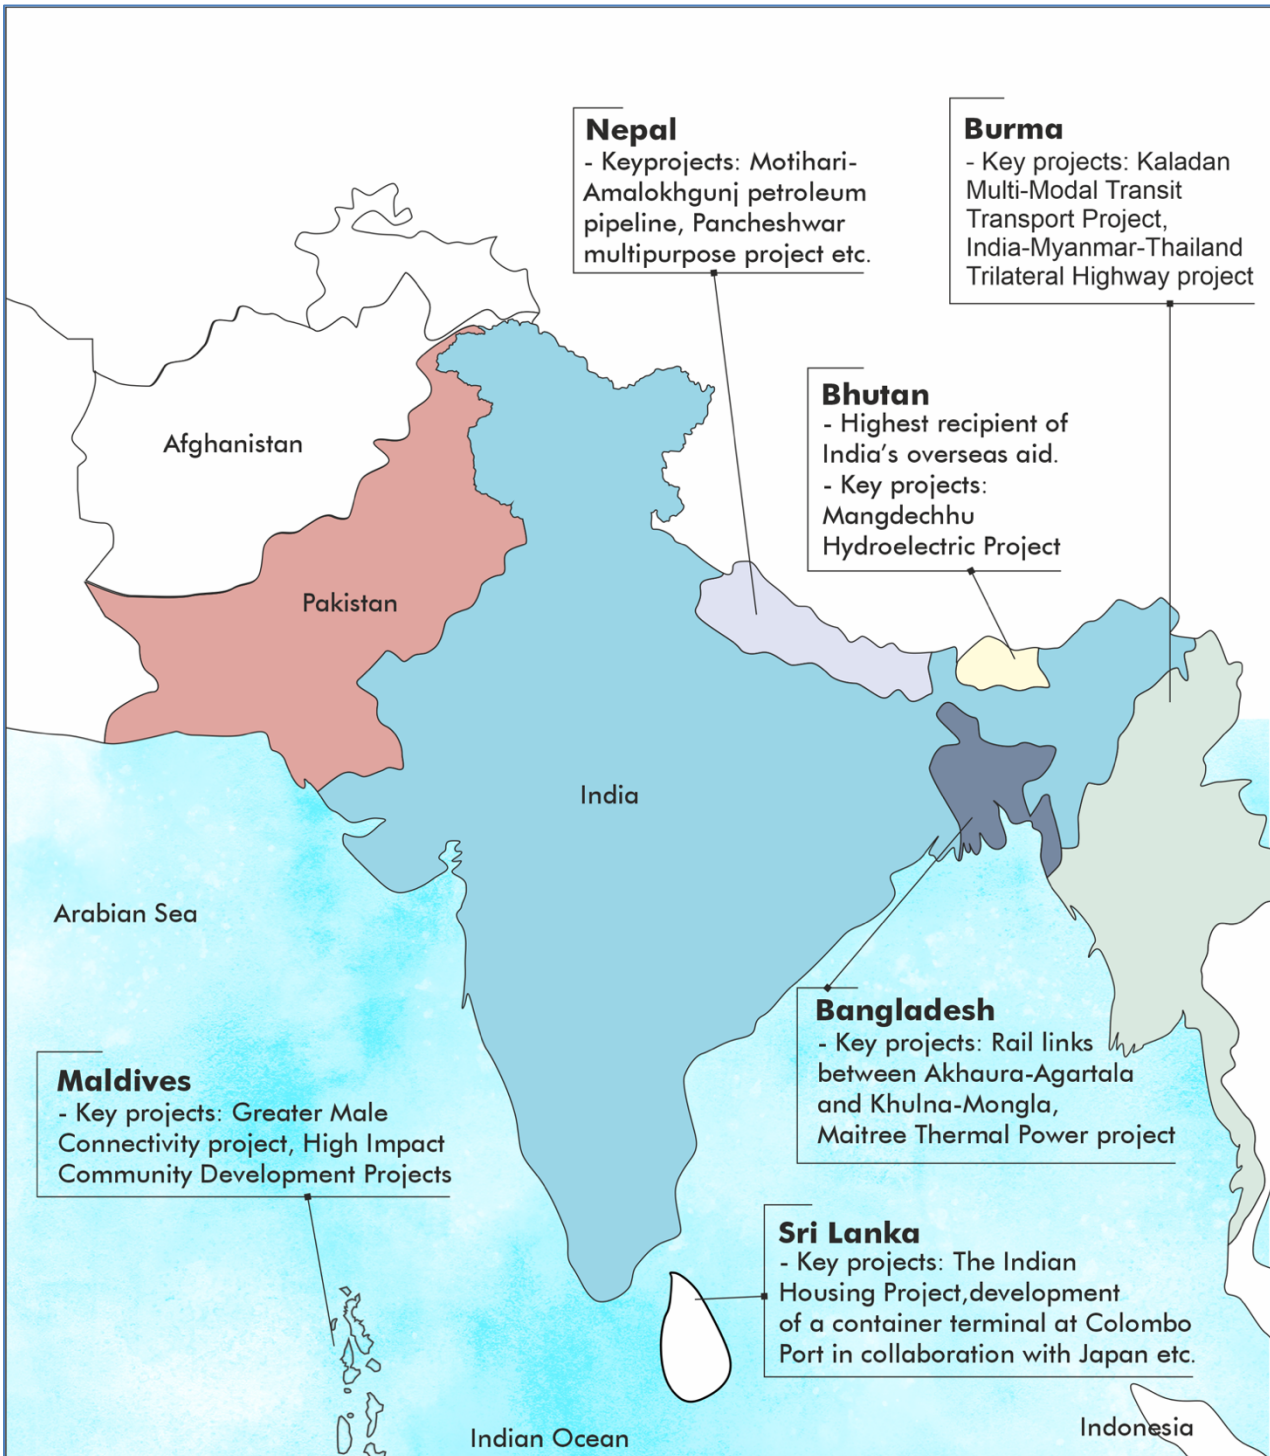 Nepal
- Keyprojects: Motihari-
Amalokhgunj petroleum
pipeline, Pancheshwar
multipurpose project etc.
Burma
- Key projects: Kaladan
Multi-Modal Transit
Transport Project,
India-Myanmar-Thailand
Trilateral Highway project
Bhutan
- Highest recipient of
India's overseas aid.
- Key projects:
Mangdechhu
Hydroelectric Project
Afghanistan
Pakistan
India
Arabian Sea
Bangladesh
- Key projects: Rail links
between Akhaura-Agartala
and Khulna-Mongla,
Maitree Thermal Power project
Maldives
- Key projects: Greater Male
Connectivity project, High Impact
Community Development Projects
Sri Lanka
- Key projects: The Indian
Housing Project,development
of a container terminal at Colombo
Port in collaboration with Japan etc.
Indonesia
Indian Ocean